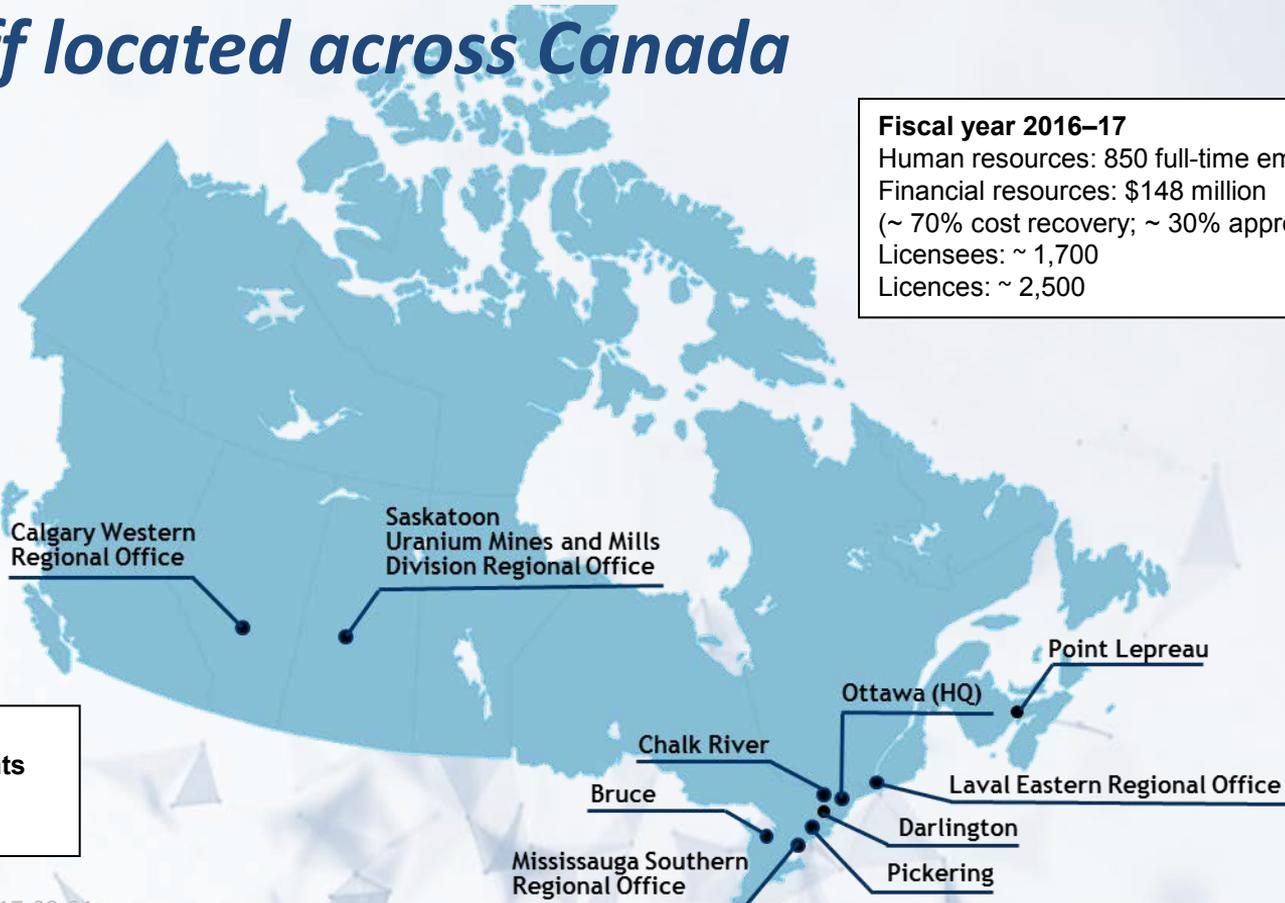 ff located across Canada
Fiscal year 2016–17
Human resources: 850 full-time em
Financial resources: $148 million
(~ 70% cost recovery; ~ 30% appr
Licensees: ~ 1,700
Licences: ~ 2,500
Calgary Western
Regional Office
Saskatoon
Uranium Mines and Mills
Division Regional Office
Point Lepreau
Ottawa (HQ)
Chalk River
Laval Eastern Regional Office
Bruce
Darlington
Mississauga Southern
Regional Office
Pickering
nts